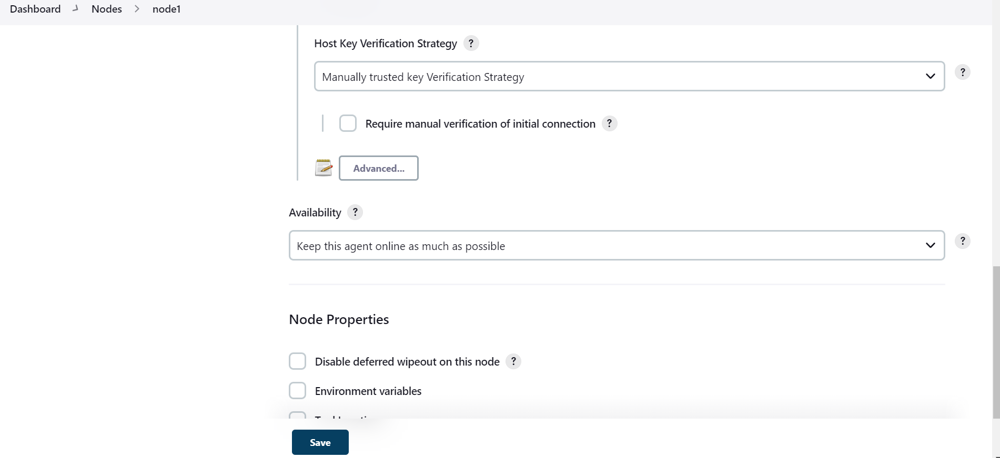 Dashboard
Nodes
node1
Host Key Verification Strategy ?
Manually trusted key Verification Strategy
?
Require manual verification of initial connection ?
Advanced...
Availability ?
Keep this agent online as much as possible
?
Node Properties
Disable deferred wipeout on this node ?
Environment variables
Save